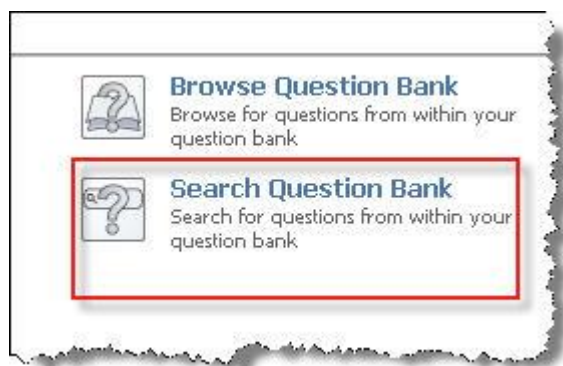 Browse Question Bank
Browse for questions from within your
question bank
Search Question Bank
Search for questions from within your
question bank